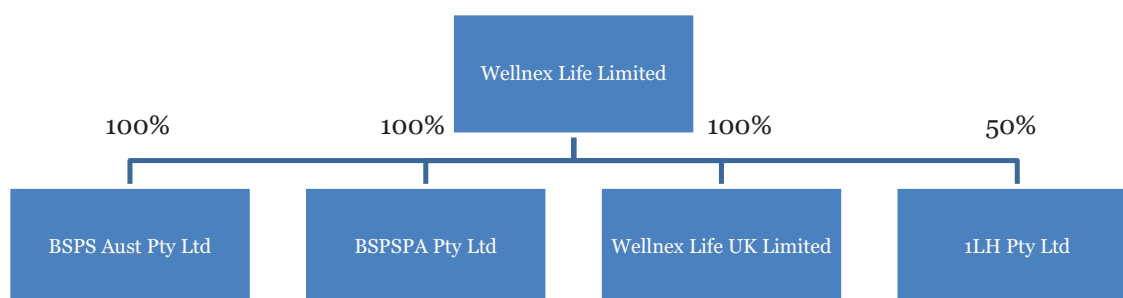 Wellnex Life Limited
100%
100%
100%
50%
BSPS Aust Pty Ltd
BSPSPA Pty Ltd
Wellnex Life UK Limited
1LH Pty Ltd